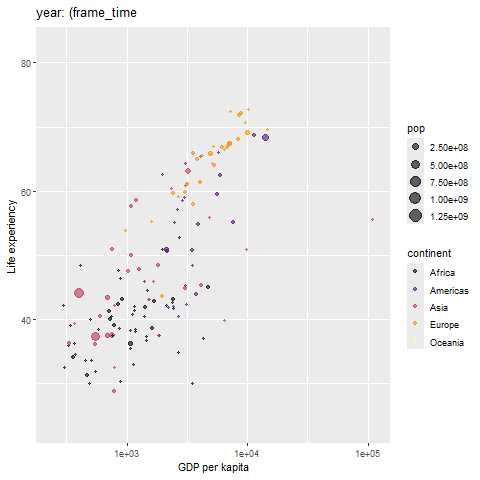 year: (frame_time
80
60
40
Life experiency
1e+03
1e+04
1e+05
GDP per kapita
pop
2.50e+08
5.00e+08
7.50e+08
1.00e+09
1.25e+09
continent
Africa
Americas
Asia
Europe
Oceania